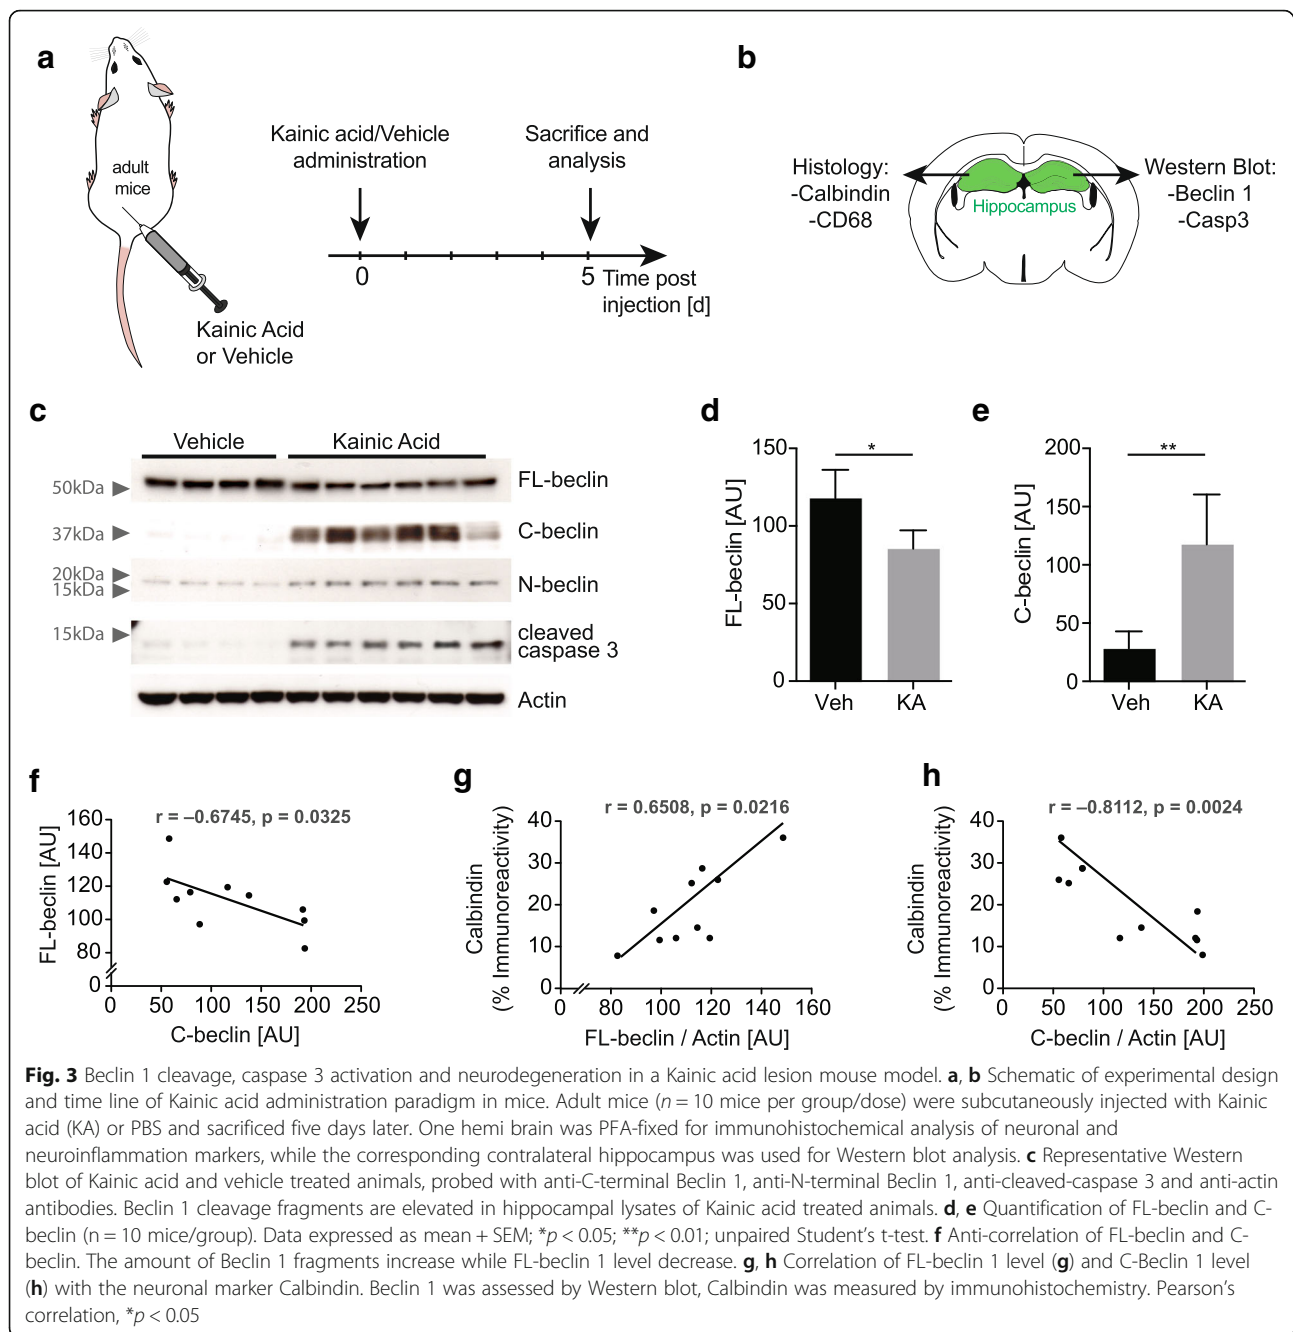 a
adult
mice
Kainic Acid
or Vehicle
Kainic acid/Vehicle
administration
Sacrifice and
analysis
0
5
Time post
injection [d]
b
Histology:
-Calbindin
-CD68
Hippocampus
Western Blot:
-Beclin 1
-Casp3
c
Vehicle
Kainic Acid
50kDa
FL-beclin
37kDa
C-beclin
20kDa
15kDa
N-beclin
15kDa
cleaved
caspase 3
Actin
d
FL-beclin [AU]
150
100
50
0
*
Veh
KA
e
C-beclin [AU]
200
150
100
50
0
**
Veh
KA
f
r = –0.6745, p = 0.0325
FL-beclin [AU]
160
140
120
100
80
0
0 50 100 150 200 250
C-beclin [AU]
g
r = 0.6508, p = 0.0216
Calbindin
(% Immunoreactivity)
40
30
20
10
0
0 80 100 120 140 160
FL-beclin / Actin [AU]
h
r = –0.8112, p = 0.0024
Calbindin
(% Immunoreactivity)
40
30
20
10
0
0 50 100 150 200 250
C-beclin / Actin [AU]
Fig. 3 Beclin 1 cleavage, caspase 3 activation and neurodegeneration in a Kainic acid lesion mouse model. a, b Schematic of experimental design
and time line of Kainic acid administration paradigm in mice. Adult mice (n = 10 mice per group/dose) were subcutaneously injected with Kainic
acid (KA) or PBS and sacrificed five days later. One hemi brain was PFA-fixed for immunohistochemical analysis of neuronal and
neuroinflammation markers, while the corresponding contralateral hippocampus was used for Western blot analysis. c Representative Western
blot of Kainic acid and vehicle treated animals, probed with anti-C-terminal Beclin 1, anti-N-terminal Beclin 1, anti-cleaved-caspase 3 and anti-actin
antibodies. Beclin 1 cleavage fragments are elevated in hippocampal lysates of Kainic acid treated animals. d, e Quantification of FL-beclin and C-
beclin (n = 10 mice/group). Data expressed as mean + SEM; *p < 0.05; **p < 0.01; unpaired Student's t-test. f Anti-correlation of FL-beclin and C-
beclin. The amount of Beclin 1 fragments increase while FL-beclin 1 level decrease. g, h Correlation of FL-beclin 1 level (g) and C-Beclin 1 level
(h) with the neuronal marker Calbindin. Beclin 1 was assessed by Western blot, Calbindin was measured by immunohistochemistry. Pearson's
correlation, *p < 0.05